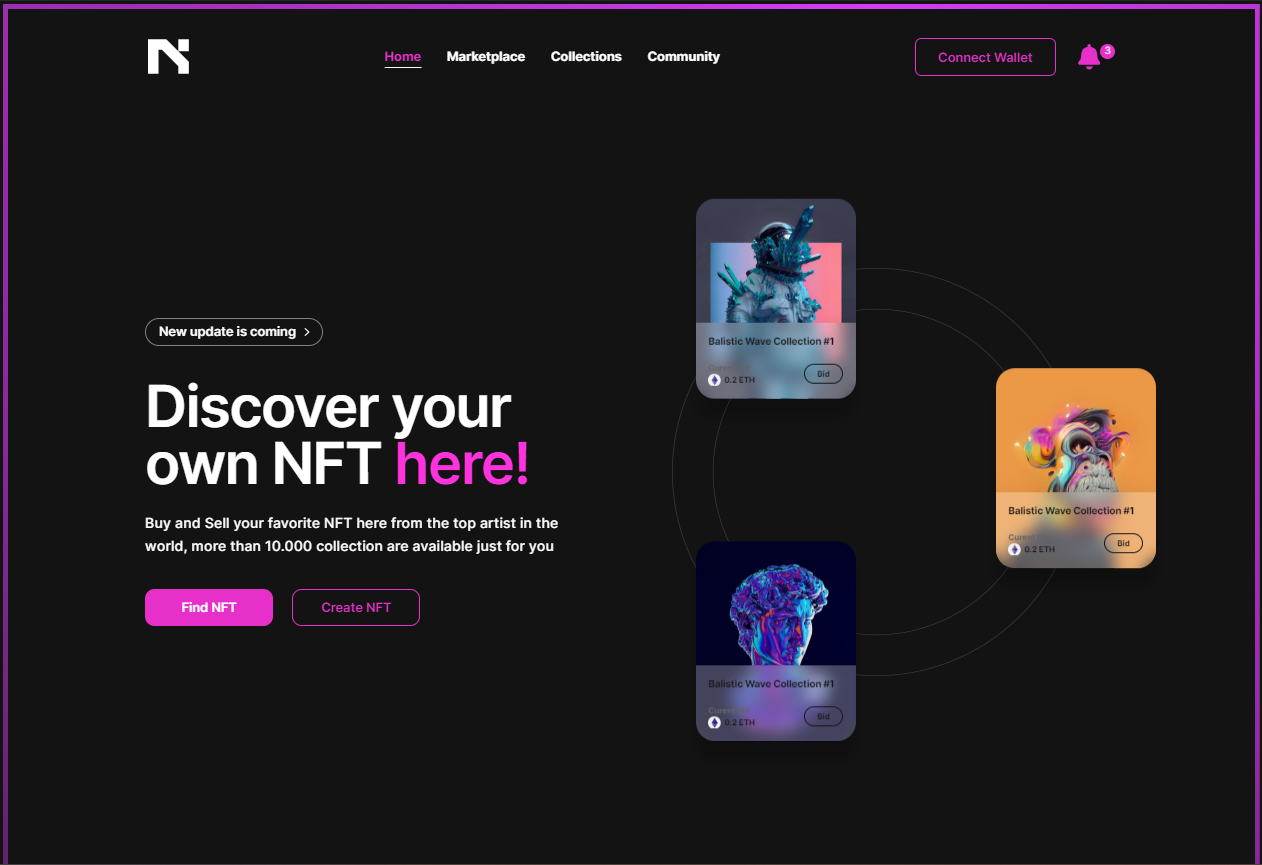 N
Home
Marketplace
Collections
Community
Connect Wallet
3
New update is coming >
Discover your
own NFT here!
Buy and Sell your favorite NFT here from the top artist in the
world, more than 10.000 collection are available just for you
Find NFT
Create NFT
Balistic Wave Collection #1
0.2 ETH
Bid
Balistic Wave Collection #1
0.2 ETH
Bid
Balistic Wave Collection #1
0.2 ETH
Bid